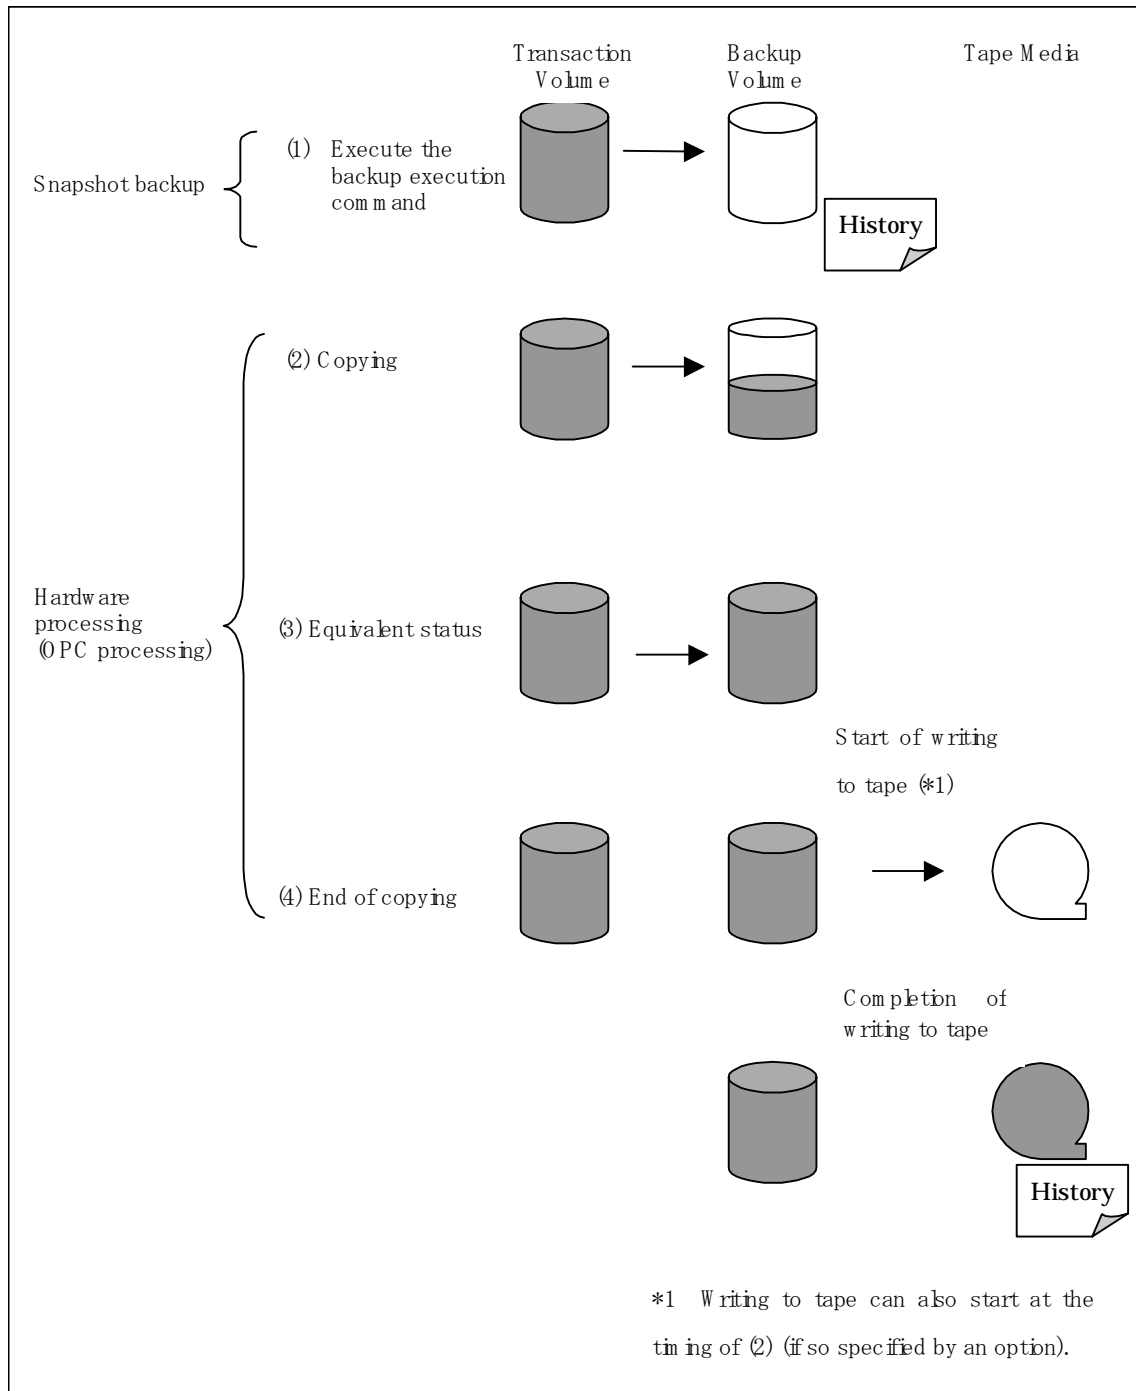 Transaction
Volume
Backup
Volume
Tape Media
Snapshot backup
(1) Execute the
backup execution
command
History
(2) Copying
Hardware
processing
(OPC processing)
(3) Equivalent status
Start of writing
to tape (*1)
(4) End of copying
Completion of
writing to tape
History
*1 Writing to tape can also start at the
timing of (2) (if so specified by an option).